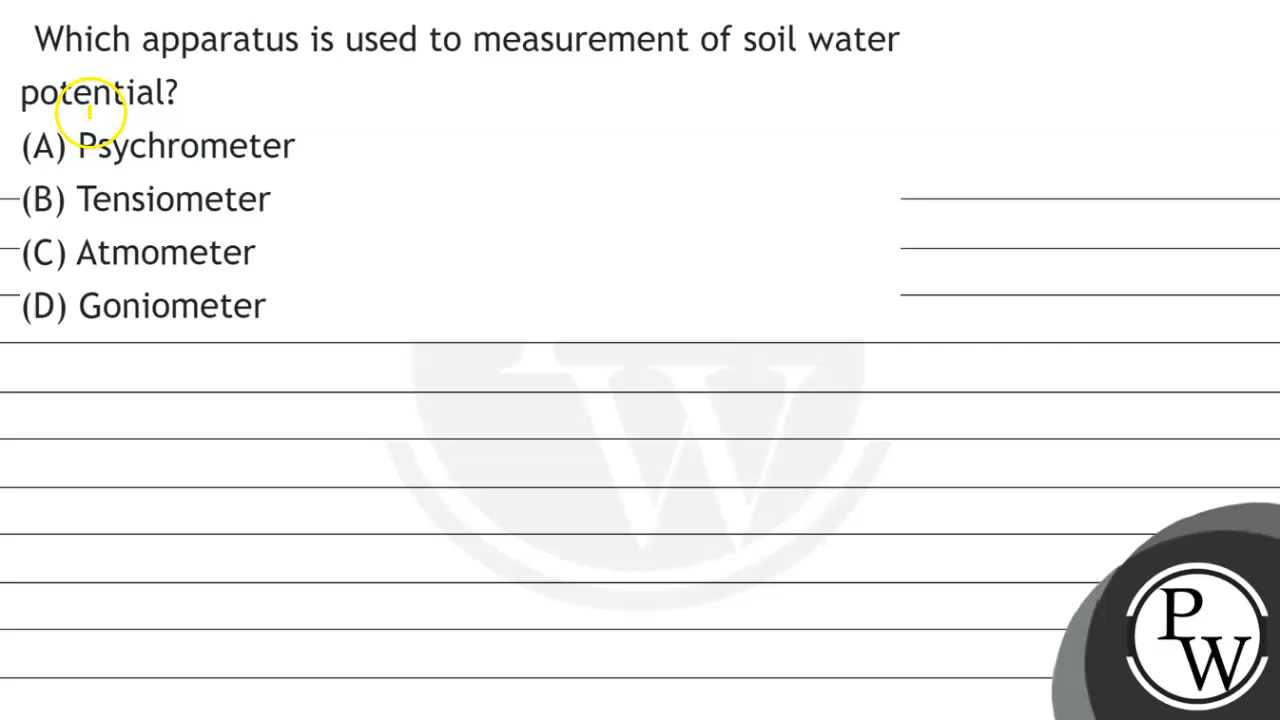 Which apparatus is used to measurement of soil water
potential?
(A) Psychrometer
(B) Tensiometer
(C) Atmometer
(D) Goniometer
P
W